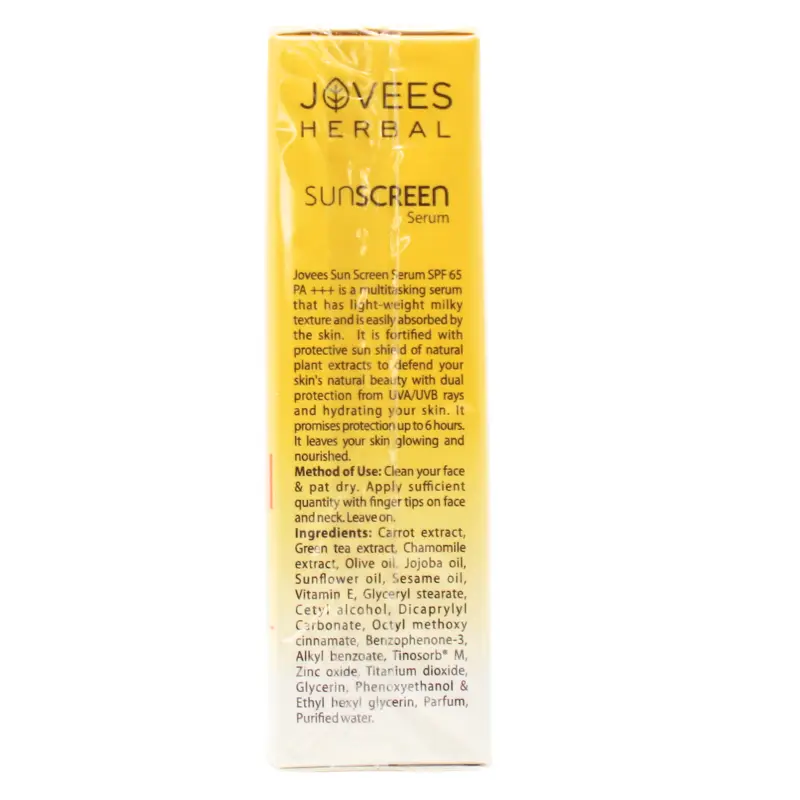 JOVEES
HERBAL
SUNSCREEN
Serum
Jovees Sun Screen Serum SPF 65
PA +++ is a multitasking serum
that has light-weight milky
texture and is easily absorbed by
the skin. It is fortified with
protective sun shield of natural
plant extracts to defend your
skin's natural beauty with dual
protection from UVA/UVB rays
and hydrating your skin. It
promises protection up to 6 hours.
It leaves your skin glowing and
nourished.
Method of Use: Clean your face
& pat dry. Apply sufficient
quantity with finger tips on face
and neck. Leave on.
Ingredients: Carrot extract,
Green tea extract, Chamomile
extract, Olive oil, Jojoba oil,
Sunflower oil, Sesame oil,
Vitamin E, Glyceryl stearate,
Cetyl alcohol, Dicaprylyl
Carbonate, Octyl methoxy
cinnamate, Benzophenone-3,
Alkyl benzoate, Tinosorb® M,
Zinc oxide, Titanium dioxide,
Glycerin, Phenoxyethanol &
Ethyl hexyl glycerin, Parfum,
Purified water.